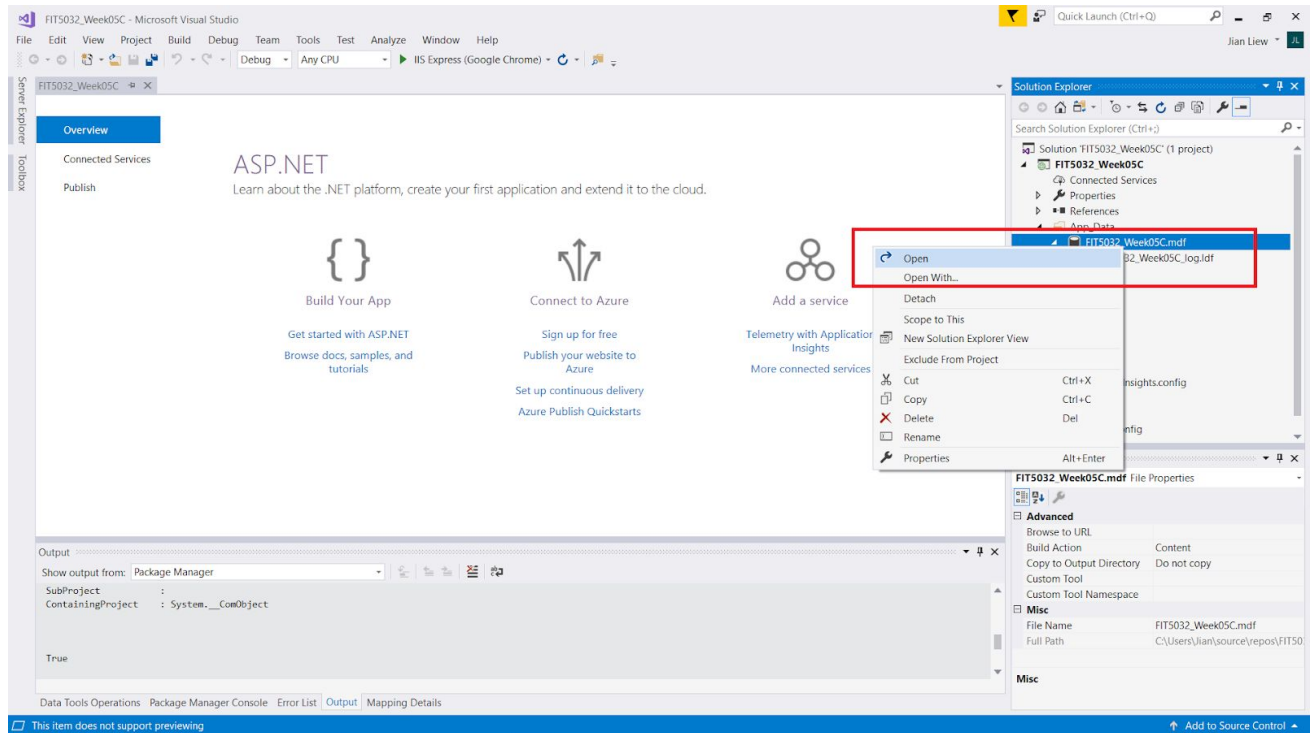 FIT5032_Week05C - Microsoft Visual Studio
Quick Launch (Ctrl+Q)
File Edit View Project Build Debug Team Tools Test Analyze Window Help
Jian Liew JL
Debug Any CPU IIS Express (Google Chrome)
Server Explorer
Toolbox
FIT5032_Week05C
Overview
Connected Services
Publish
ASP.NET
Learn about the .NET platform, create your first application and extend it to the cloud.
{ }
Build Your App
Get started with ASP.NET
Browse docs, samples, and
tutorials
Connect to Azure
Sign up for free
Publish your website to
Azure
Set up continuous delivery
Azure Publish Quickstarts
Add a service
Telemetry with Application
Insights
More connected services
Solution Explorer
Search Solution Explorer (Ctrl+;)
Solution 'FIT5032_Week05C' (1 project)
FIT5032_Week05C
Connected Services
Properties
References
App_Data
FIT5032_Week05C.mdf
32_Week05C_log.ldf
nsights.config
nfig
Open
Open With...
Detach
Scope to This
New Solution Explorer View
Exclude From Project
Cut Ctrl+X
Copy Ctrl+C
Delete Del
Rename
Properties Alt+Enter
FIT5032_Week05C.mdf File Properties
Advanced
Browse to URL
Build Action Content
Copy to Output Directory Do not copy
Custom Tool
Custom Tool Namespace
Misc
File Name FIT5032_Week05C.mdf
Full Path C:\Users\Jian\source\repos\FIT50
Misc
Output
Show output from: Package Manager
SubProject :
ContainingProject : System.__ComObject
True
Data Tools Operations Package Manager Console Error List Output Mapping Details
This item does not support previewing
Add to Source Control